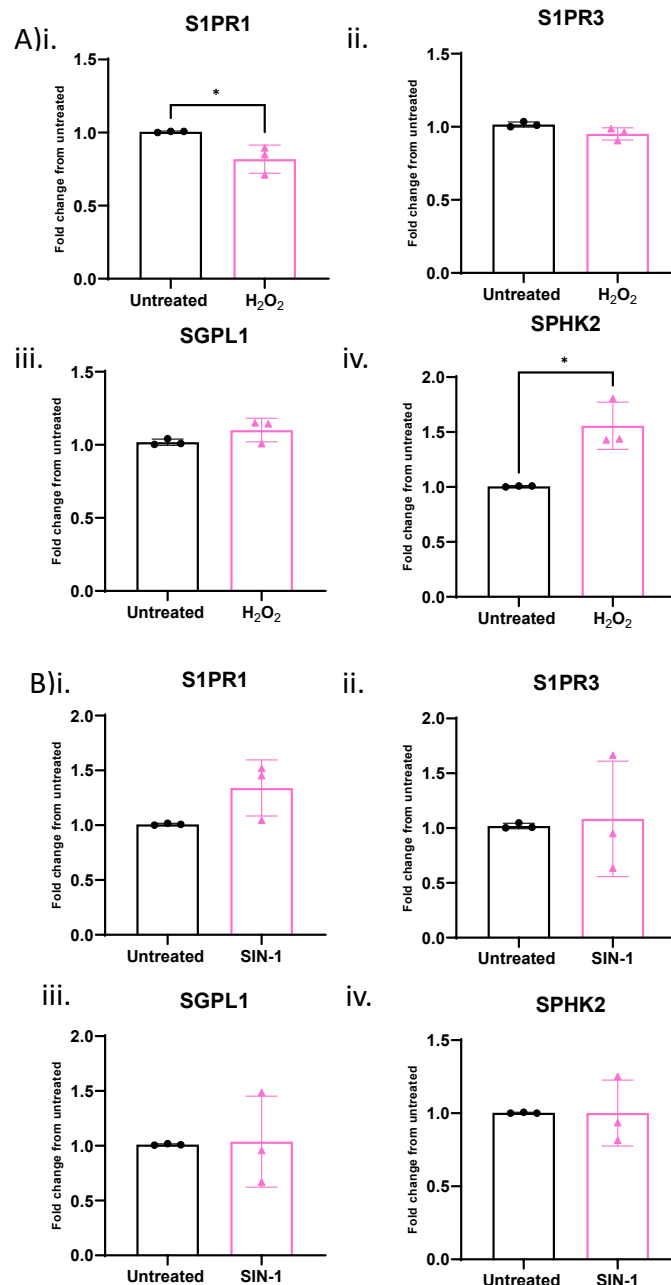 A)i.
S1PR1
Fold change from untreated
1.5
1.0
0.5
0.0
*
Untreated
H₂O₂
ii.
S1PR3
Fold change from untreated
1.5
1.0
0.5
0.0
Untreated
H₂O₂
iii.
SGPL1
Fold change from untreated
1.5
1.0
0.5
0.0
Untreated
H₂O₂
iv.
SPHK2
Fold change from untreated
2.0
1.5
1.0
0.5
0.0
*
Untreated
H₂O₂
B)i.
S1PR1
Fold change from untreated
2.0
1.5
1.0
0.5
0.0
Untreated
SIN-1
ii.
S1PR3
Fold change from untreated
2.0
1.5
1.0
0.5
0.0
Untreated
SIN-1
iii.
SGPL1
Fold change from untreated
2.0
1.5
1.0
0.5
0.0
Untreated
SIN-1
iv.
SPHK2
Fold change from untreated
1.5
1.0
0.5
0.0
Untreated
SIN-1